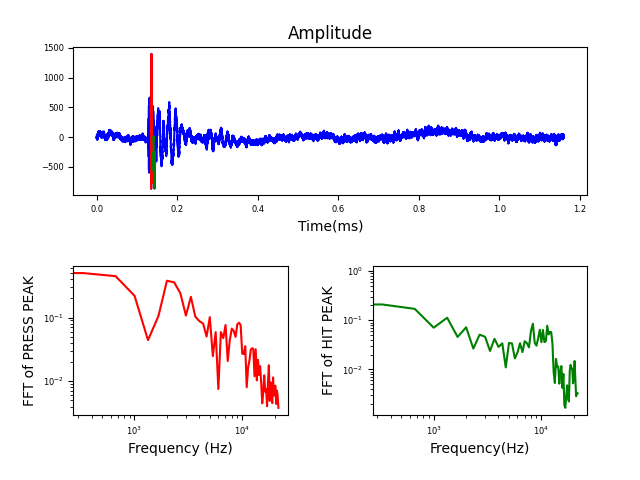 Amplitude
1500
1000
500
0
−500
0.0 0.2 0.4 0.6 0.8 1.0 1.2
Time(ms)
FFT of PRESS PEAK
10⁻¹
10⁻²
10³ 10⁴
Frequency (Hz)
FFT of HIT PEAK
10⁰
10⁻¹
10⁻²
10³ 10⁴
Frequency(Hz)